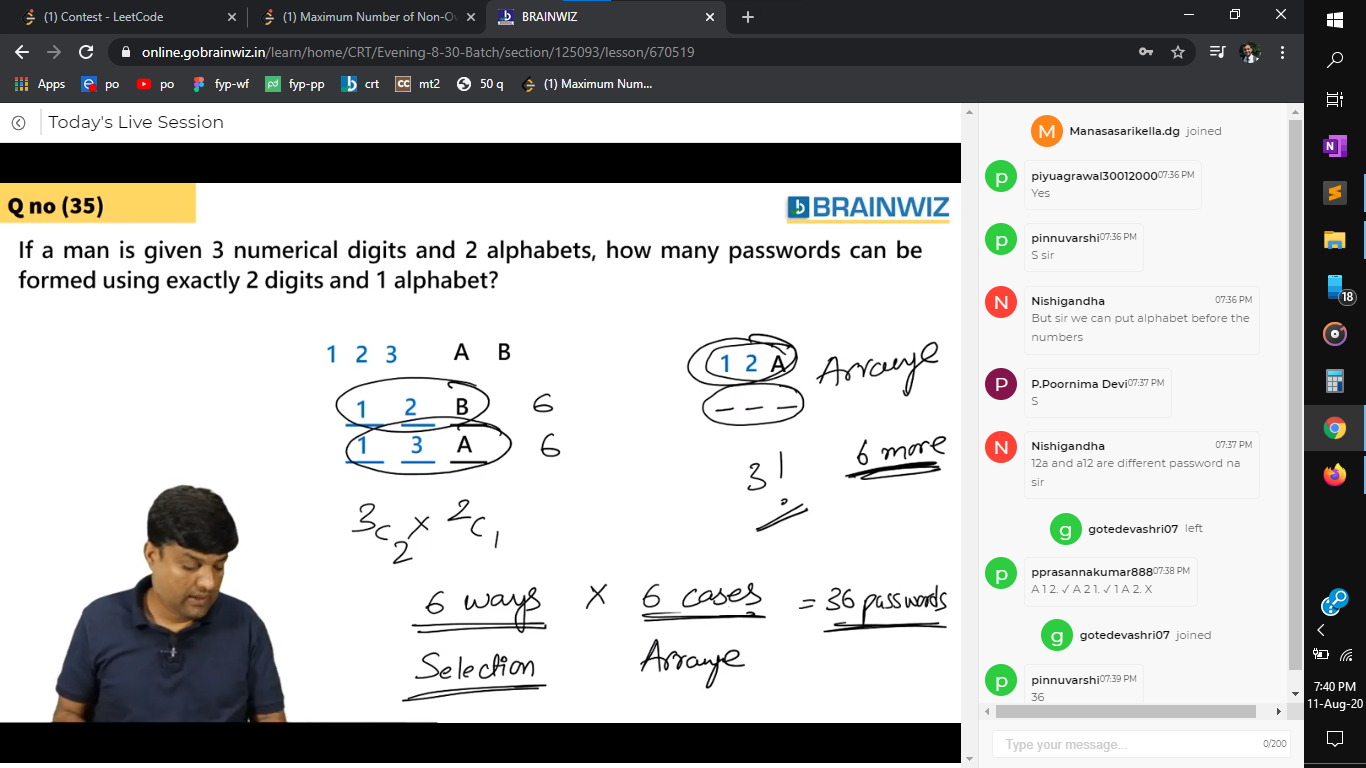 (1) Contest - LeetCode
(1) Maximum Number of Non-Ov
BRAINWIZ
online.gobrainwiz.in/learn/home/CRT/Evening-8-30-Batch/section/125093/lesson/670519
Apps
po
po
fyp-wf
fyp-pp
crt
CC mt2
50 q
(1) Maximum Num...
Today's Live Session
Q no (35)
BRAINWIZ
If a man is given 3 numerical digits and 2 alphabets, how many passwords can be
formed using exactly 2 digits and 1 alphabet?
1 2 3 A B
1 2 B 6
1 3 A 6
3C2 x 2C1
6 ways x 6 cases = 36 passwords
Selection Arrange
1 2 A Arrange
_ _ _
3!
6 more
M Manasasarikella.dg joined
p piyuagrawal30012000 07:36 PM
Yes
p pinnuvarshi 07:36 PM
S sir
N Nishigandha 07:36 PM
But sir we can put alphabet before the
numbers
P P.Poornima Devi 07:37 PM
S
N Nishigandha 07:37 PM
12a and a12 are different password na
sir
g gotedevashri07 left
p pprasannakumar888 07:38 PM
A 1 2. ✓ A 2 1. ✓ 1 A 2. X
g gotedevashri07 joined
p pinnuvarshi 07:39 PM
36
Type your message...
0/200
18
7:40 PM
11-Aug-20